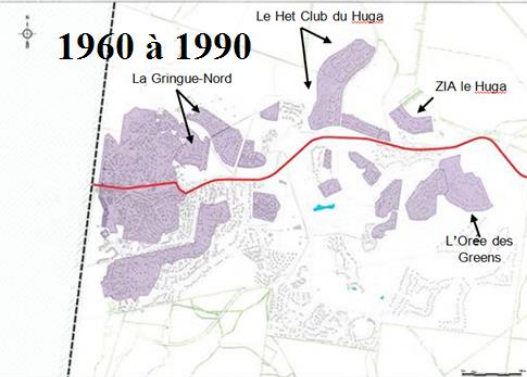 Le Het Club du Huga
1960 à 1990
La Gringue-Nord
ZIA le Huga
L'Orée des
Greens